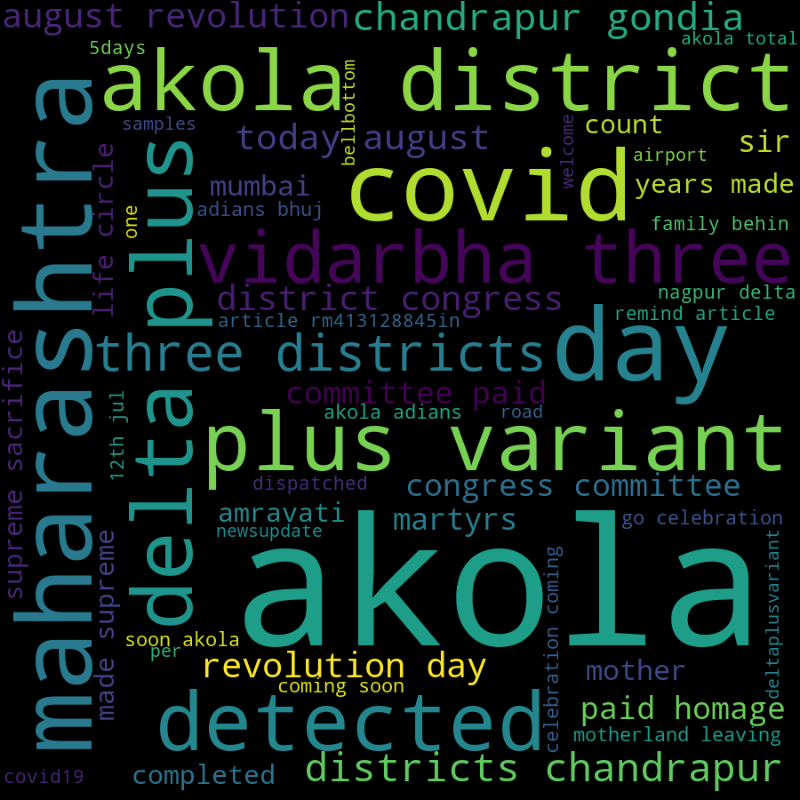 august revolution
chandrapur gondia
akola total
5days
akola district
bellbottom
samples
today august
count
sir
welcome
airport
maharashtra
delta plus
life circle
one
mumbai
adians bhuj
covid
years made
family behin
vidarbha three
district congress
nagpur delta
article rm413128845in
remind article
three districts
day
supreme sacrifice
committee paid
12th jul
akola adians
road
plus variant
dispatched
congress committee
amravati
martyrs
go celebration
newsupdate
akola
made supreme
celebration coming
deltaplusvariant
soon akola
per
revolution day
mother
coming soon
detected
paid homage
motherland leaving
covid19
completed
districts chandrapur